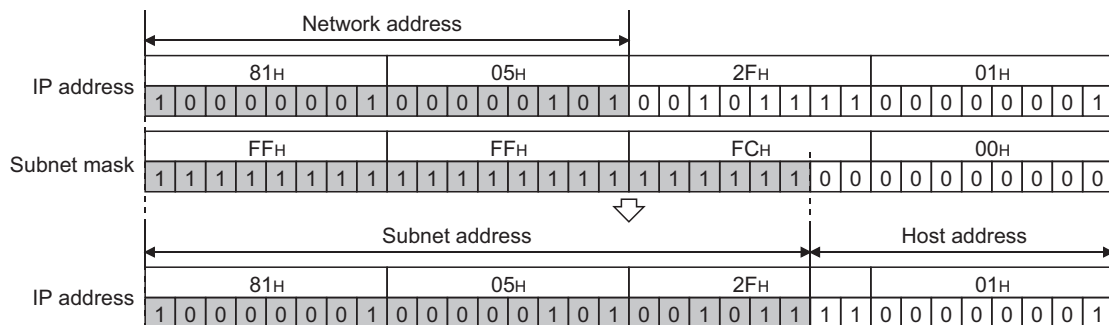 Network address
IP address
81H 05H 2FH 01H
1 0 0 0 0 0 0 1 0 0 0 0 0 1 0 1 0 0 1 0 1 1 1 1 0 0 0 0 0 0 0 1
Subnet mask
FFH FFH FCH 00H
1 1 1 1 1 1 1 1 1 1 1 1 1 1 1 1 1 1 1 1 1 1 0 0 0 0 0 0 0 0 0 0
Subnet address Host address
IP address
81H 05H 2FH 01H
1 0 0 0 0 0 0 1 0 0 0 0 0 1 0 1 0 0 1 0 1 1 1 1 0 0 0 0 0 0 0 1